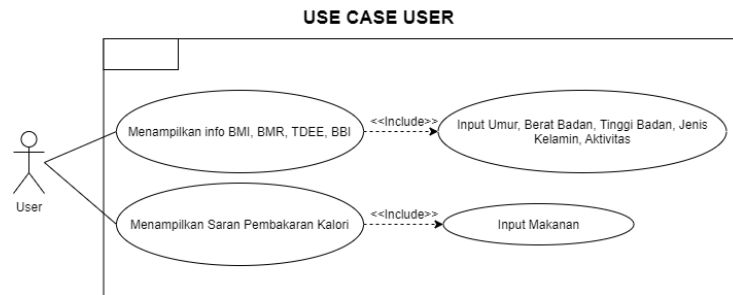 USE CASE USER
Menampilkan info BMI, BMR, TDEE, BBI
<<Include>>
Input Umur, Berat Badan, Tinggi Badan, Jenis
Kelamin, Aktivitas
User
Menampilkan Saran Pembakaran Kalori
<<Include>>
Input Makanan